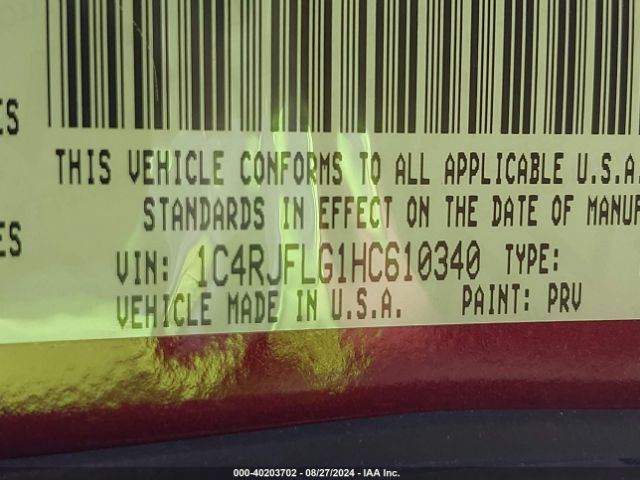 ES
THIS VEHICLE CONFORMS TO ALL APPLICABLE U.S.A.
STANDARDS IN EFFECT ON THE DATE OF MANUF
ES
VIN: 1C4RJFLG1HC610340 TYPE:
VEHICLE MADE IN U.S.A. PAINT: PRV
000-40203702 - 08/27/2024 - IAA Inc.